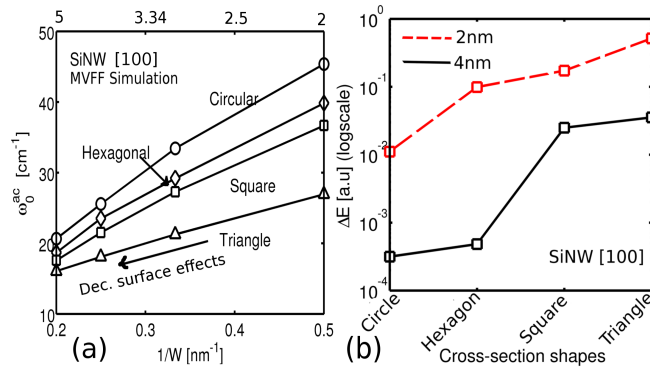 5 3.34 2.5 2
50
40
30
20
10
ω₀ᵃᶜ [cm⁻¹]
SiNW [100]
MVFF Simulation
Circular
Hexagonal
Square
Triangle
Dec. surface effects
0.2 0.3 0.4 0.5
(a) 1/W [nm⁻¹]
10⁰
10⁻¹
10⁻²
10⁻³
10⁻⁴
ΔE [a.u] (logscale)
2nm
4nm
SiNW [100]
Circle
Hexagon
Square
Triangle
(b) Cross-section shapes